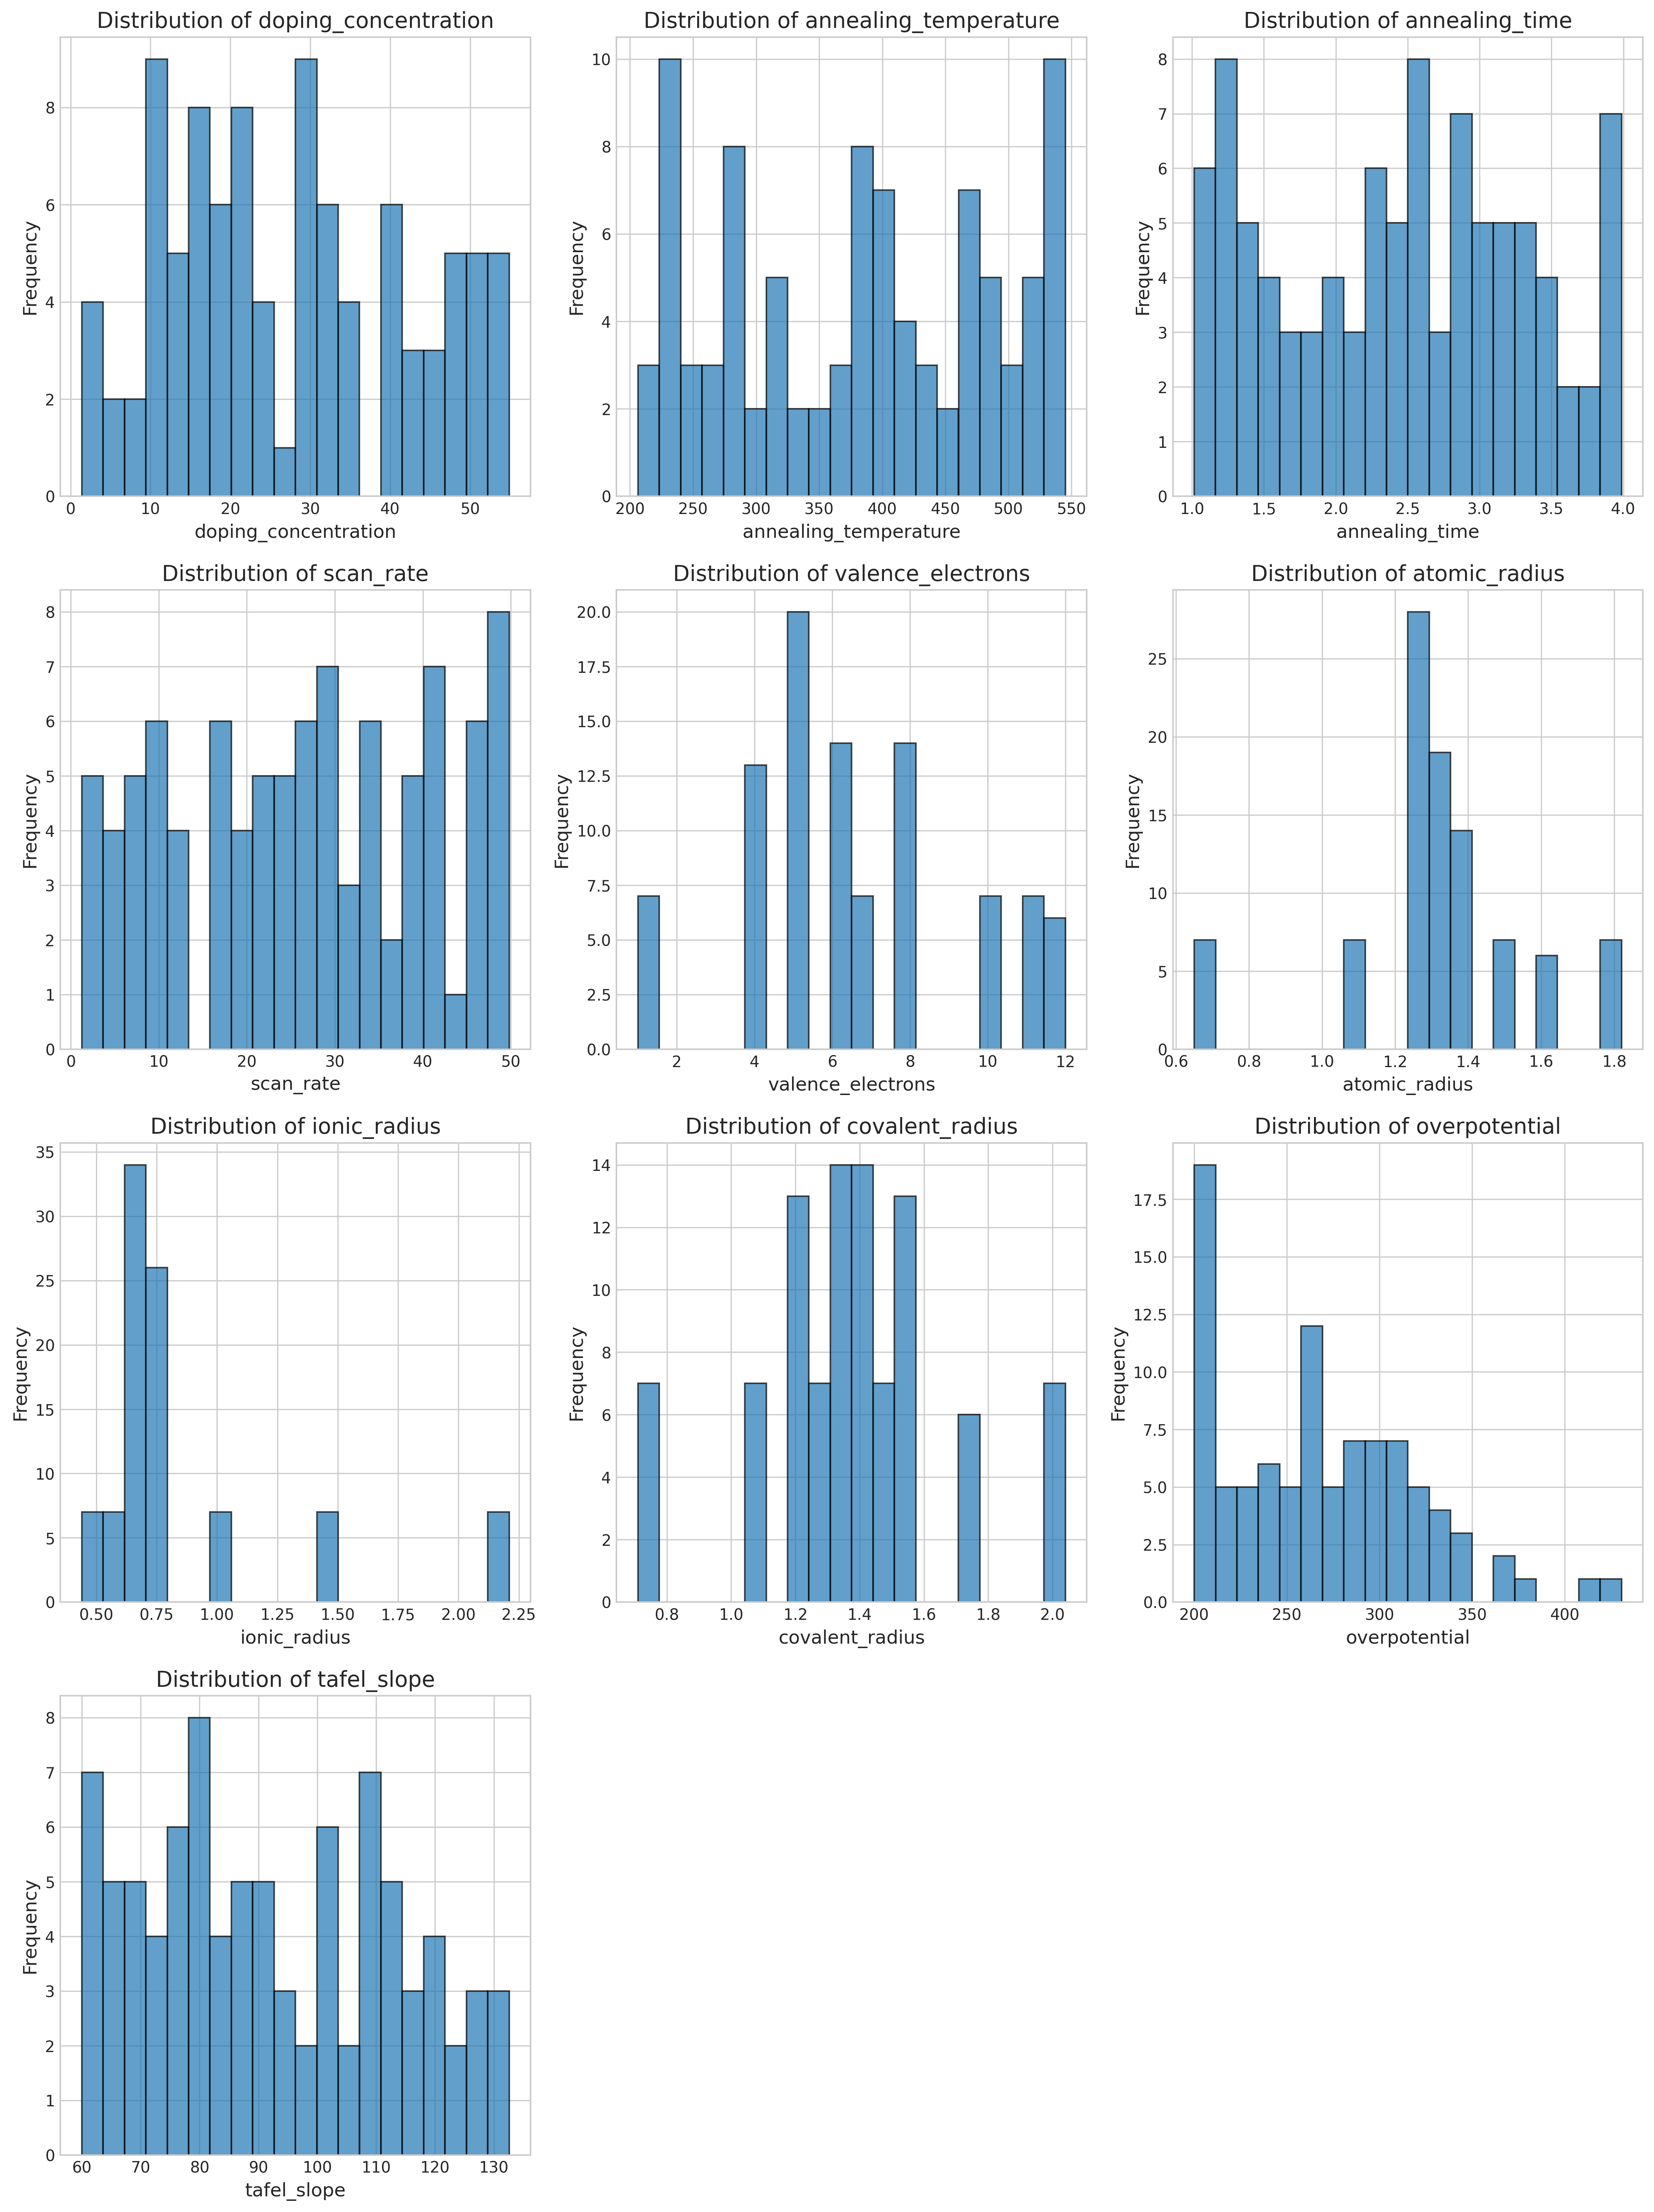 Distribution of doping_concentration
Frequency
0
2
4
6
8
0 10 20 30 40 50
doping_concentration
Distribution of annealing_temperature
Frequency
0
2
4
6
8
10
200 250 300 350 400 450 500 550
annealing_temperature
Distribution of annealing_time
Frequency
0
1
2
3
4
5
6
7
8
1.0 1.5 2.0 2.5 3.0 3.5 4.0
annealing_time
Distribution of scan_rate
Frequency
0
1
2
3
4
5
6
7
8
0 10 20 30 40 50
scan_rate
Distribution of valence_electrons
Frequency
0.0
2.5
5.0
7.5
10.0
12.5
15.0
17.5
20.0
2 4 6 8 10 12
valence_electrons
Distribution of atomic_radius
Frequency
0
5
10
15
20
25
0.6 0.8 1.0 1.2 1.4 1.6 1.8
atomic_radius
Distribution of ionic_radius
Frequency
0
5
10
15
20
25
30
35
0.50 0.75 1.00 1.25 1.50 1.75 2.00 2.25
ionic_radius
Distribution of covalent_radius
Frequency
0
2
4
6
8
10
12
14
0.8 1.0 1.2 1.4 1.6 1.8 2.0
covalent_radius
Distribution of overpotential
Frequency
0.0
2.5
5.0
7.5
10.0
12.5
15.0
17.5
200 250 300 350 400
overpotential
Distribution of tafel_slope
Frequency
0
1
2
3
4
5
6
7
8
60 70 80 90 100 110 120 130
tafel_slope